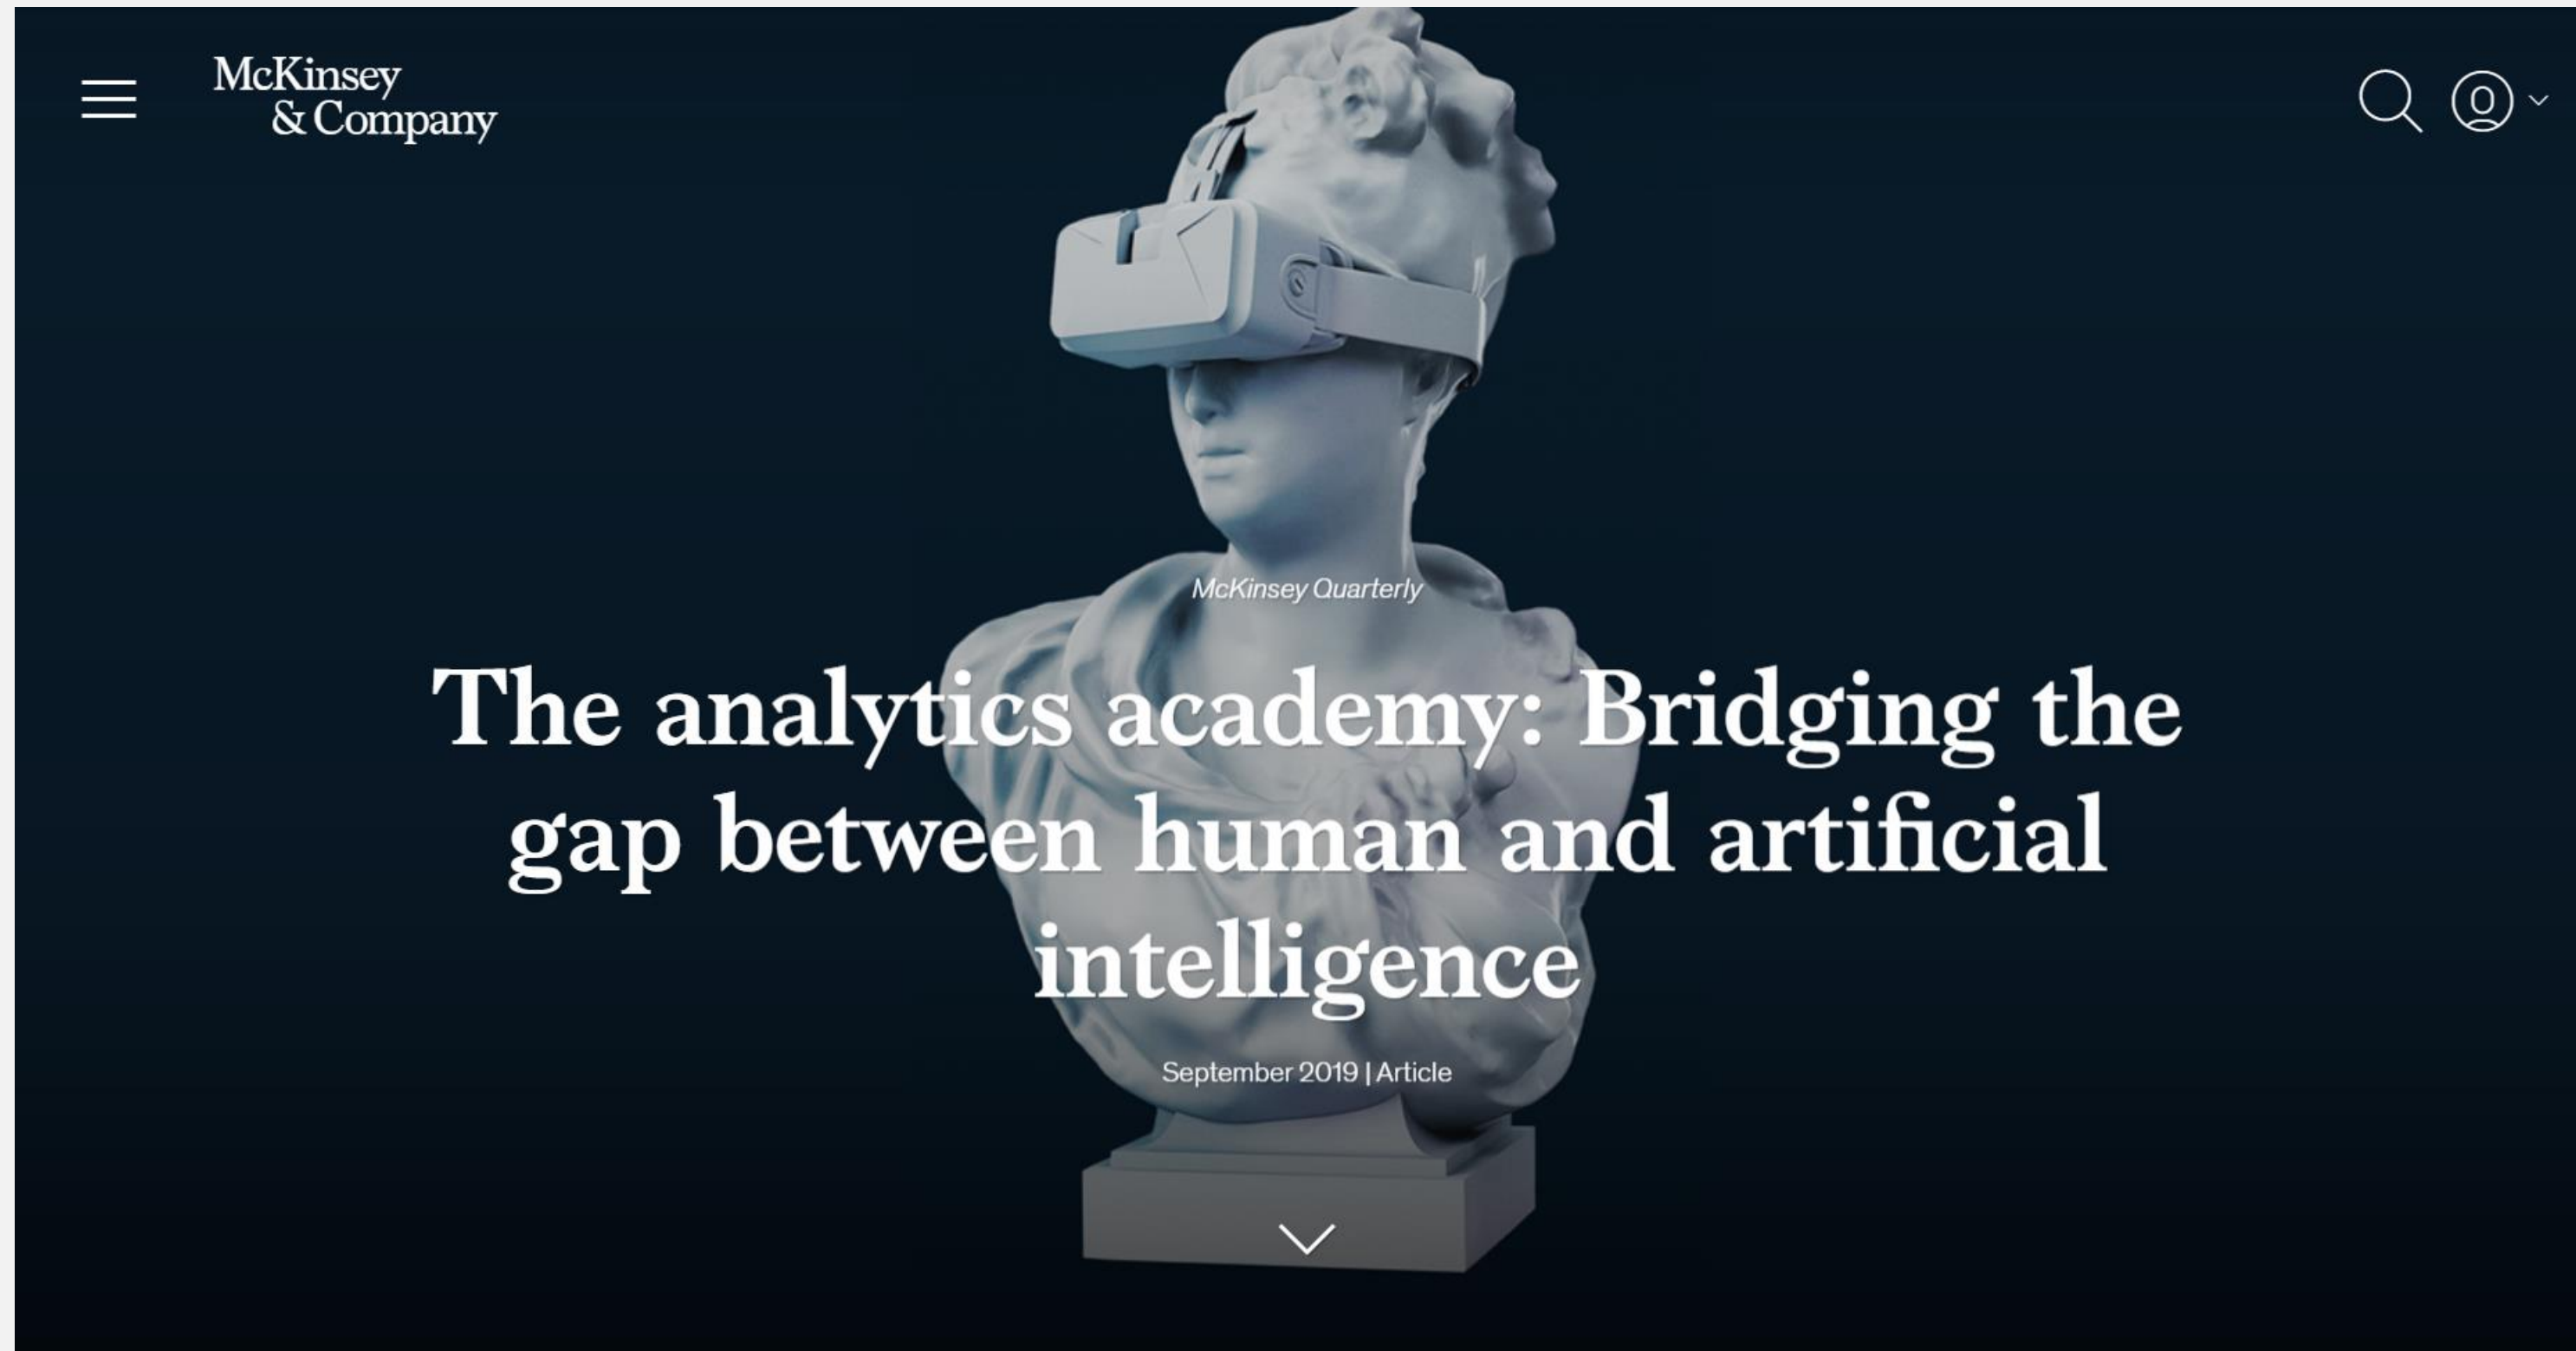 McKinsey
& Company
McKinsey Quarterly
The analytics academy: Bridging the
gap between human and artificial
intelligence
September 2019 | Article